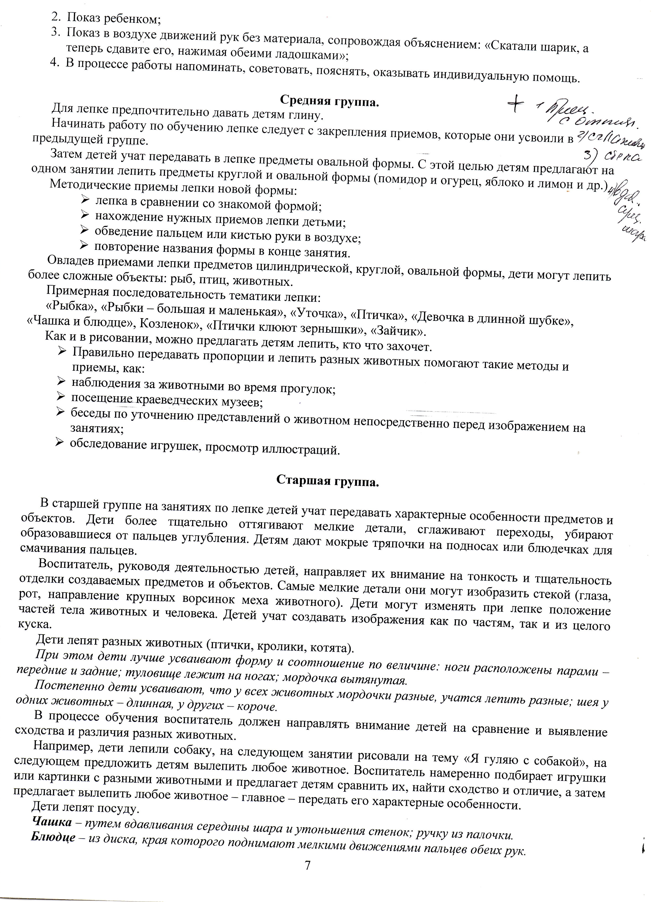 2. Показ ребенком;
3. Показ в воздухе движений рук без материала, сопровождая объяснением: «Скатали шарик, а
теперь сдавите его, нажимая обеими ладошками»;
4. В процессе работы напоминать, советовать, пояснять, оказывать индивидуальную помощь.
Средняя группа.
Для лепке предпочтительно давать детям глину.
Начинать работу по обучению лепке следует с закрепления приемов, которые они усвоили в
предыдущей группе.
Затем детей учат передавать в лепке предметы овальной формы. С этой целью детям предлагают на
одном занятии лепить предметы круглой и овальной формы (помидор и огурец, яблоко и лимон и др.)
Методические приемы лепки новой формы:
➢ лепка в сравнении со знакомой формой;
➢ нахождение нужных приемов лепки детьми;
➢ обведение пальцем или кистью руки в воздухе;
➢ повторение названия формы в конце занятия.
Овладев приемами лепки предметов цилиндрической, круглой, овальной формы, дети могут лепить
более сложные объекты: рыб, птиц, животных.
Примерная последовательность тематики лепки:
«Рыбка», «Рыбки – большая и маленькая», «Уточка», «Птичка», «Девочка в длинной шубке»,
«Чашка и блюдце», Козленок», «Птички клюют зернышки», «Зайчик».
Как и в рисовании, можно предлагать детям лепить, кто что захочет.
➢ Правильно передавать пропорции и лепить разных животных помогают такие методы и
приемы, как:
➢ наблюдения за животными во время прогулок;
➢ посещение краеведческих музеев;
➢ беседы по уточнению представлений о животном непосредственно перед изображением на
занятиях;
➢ обследование игрушек, просмотр иллюстраций.
Старшая группа.
В старшей группе на занятиях по лепке детей учат передавать характерные особенности предметов и
объектов. Дети более тщательно оттягивают мелкие детали, сглаживают переходы, убирают
образовавшиеся от пальцев углубления. Детям дают мокрые тряпочки на подносах или блюдечках для
смачивания пальцев.
Воспитатель, руководя деятельностью детей, направляет их внимание на тонкость и тщательность
отделки создаваемых предметов и объектов. Самые мелкие детали они могут изобразить стекой (глаза,
рот, направление крупных ворсинок меха животного). Дети могут изменять при лепке положение
частей тела животных и человека. Детей учат создавать изображения как по частям, так и из целого
куска.
Дети лепят разных животных (птички, кролики, котята).
При этом дети лучше усваивают форму и соотношение по величине: ноги расположены парами –
передние и задние; туловище лежит на ногах; мордочка вытянутая.
Постепенно дети усваивают, что у всех животных мордочки разные, учатся лепить разные; шея у
одних животных – длинная, у других – короче.
В процессе обучения воспитатель должен направлять внимание детей на сравнение и выявление
сходства и различия разных животных.
Например, дети лепили собаку, на следующем занятии рисовали на тему «Я гуляю с собакой», на
следующем предложить детям вылепить любое животное. Воспитатель намеренно подбирает игрушки
или картинки с разными животными и предлагает детям сравнить их, найти сходство и отличие, а затем
предлагает вылепить любое животное – главное – передать его характерные особенности.
Дети лепят посуду.
Чашка – путем вдавливания середины шара и утоньшения стенок; ручку из палочки.
Блюдце – из диска, края которого поднимают мелкими движениями пальцев обеих рук.
7